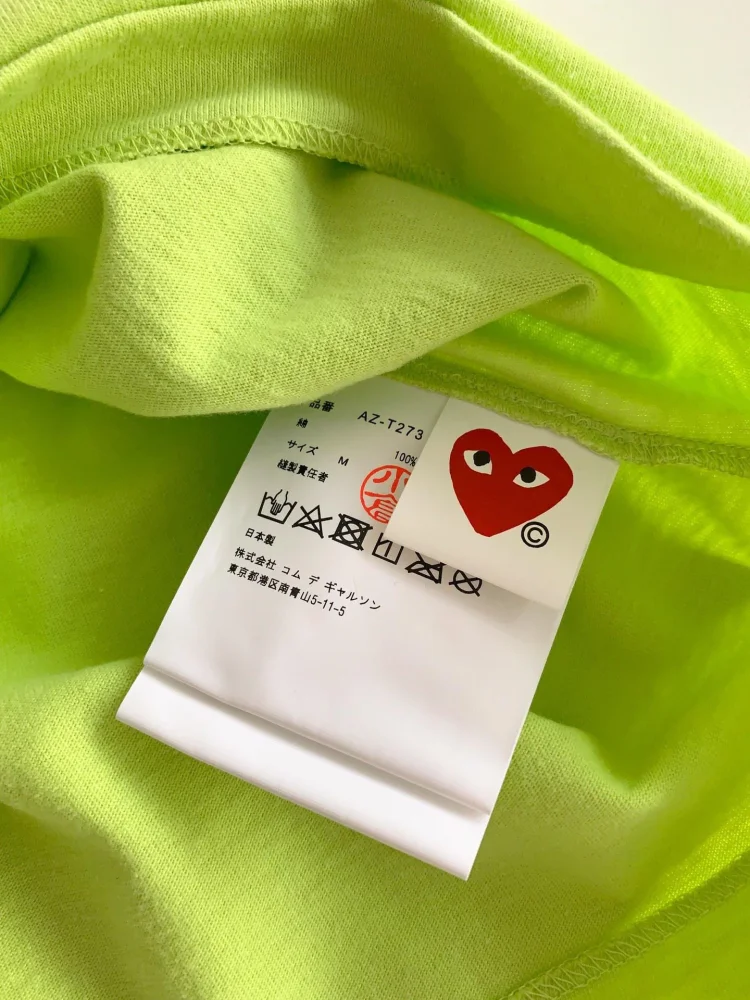 品番 AZ-T273
綿 100%
サイズ M
縫製責任者
小倉
日本製
株式会社 コム デ ギャルソン
東京都港区南青山5-11-5
©